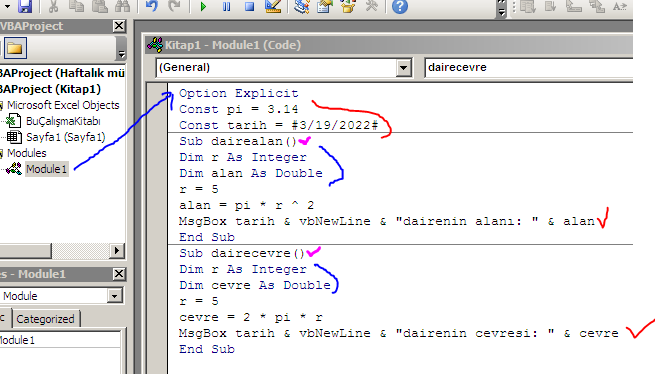 VBAProject
BAProject (Haftalık mü
BAProject (Kitap1)
Microsoft Excel Objects
BuÇalışmaKitabı
Sayfa1 (Sayfa1)
Modules
Module1
es - Module1
Module
Categorized
Module1
Kitap1 - Module1 (Code)
(General)
dairecevre
Option Explicit
Const pi = 3.14
Const tarih = #3/19/2022#
Sub dairealan()
Dim r As Integer
Dim alan As Double
r = 5
alan = pi * r ^ 2
MsgBox tarih & vbNewLine & "dairenin alanı: " & alan
End Sub
Sub dairecevre()
Dim r As Integer
Dim cevre As Double
r = 5
cevre = 2 * pi * r
MsgBox tarih & vbNewLine & "dairenin cevresi: " & cevre
End Sub